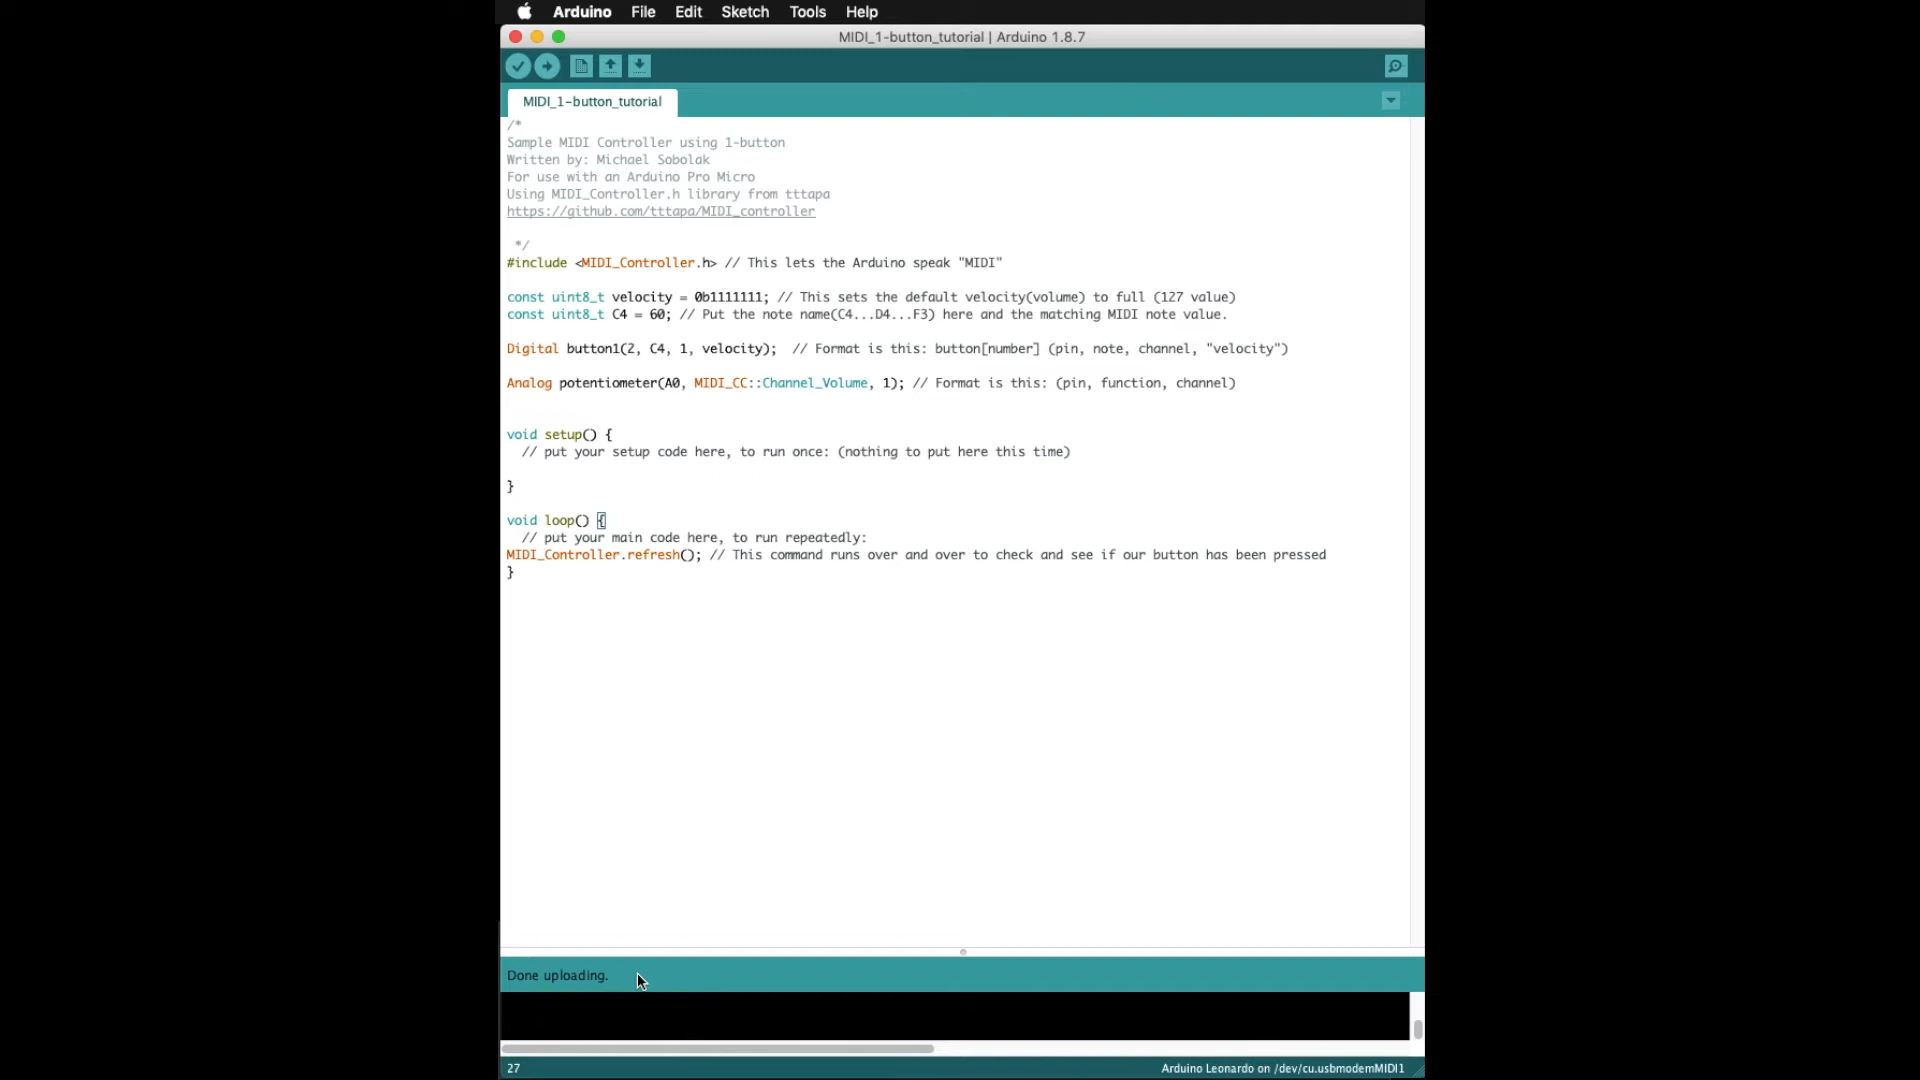 Arduino File Edit Sketch Tools Help
MIDI_1-button_tutorial | Arduino 1.8.7
MIDI_1-button_tutorial
/*
Sample MIDI Controller using 1-button
Written by: Michael Sobolak
For use with an Arduino Pro Micro
Using MIDI_Controller.h library from tttapa
https://github.com/tttapa/MIDI_controller
*/
#include <MIDI_Controller.h> // This lets the Arduino speak "MIDI"
const uint8_t velocity = 0b1111111; // This sets the default velocity(volume) to full (127 value)
const uint8_t C4 = 60; // Put the note name(C4...D4...F3) here and the matching MIDI note value.
Digital button1(2, C4, 1, velocity);  // Format is this: button[number] (pin, note, channel, "velocity")
Analog potentiometer(A0, MIDI_CC::Channel_Volume, 1); // Format is this: (pin, function, channel)
void setup() {
// put your setup code here, to run once: (nothing to put here this time)
}
void loop() {
// put your main code here, to run repeatedly:
MIDI_Controller.refresh(); // This command runs over and over to check and see if our button has been pressed
}
Done uploading.
27 Arduino Leonardo on /dev/cu.usbmodemMIDI1